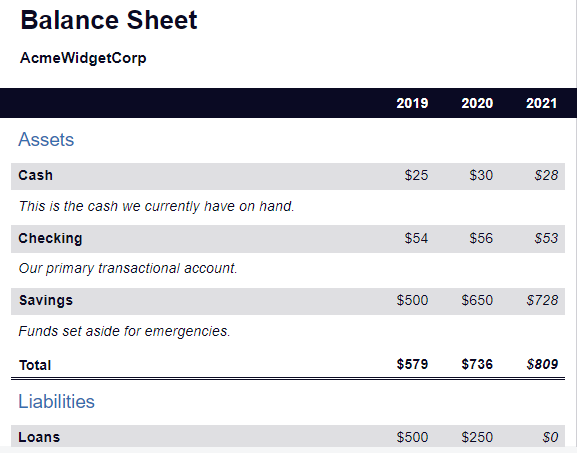 Balance Sheet
AcmeWidgetCorp
2019 2020 2021
Assets
Cash $25 $30 $28
This is the cash we currently have on hand.
Checking $54 $56 $53
Our primary transactional account.
Savings $500 $650 $728
Funds set aside for emergencies.
Total $579 $736 $809
Liabilities
Loans $500 $250 $0